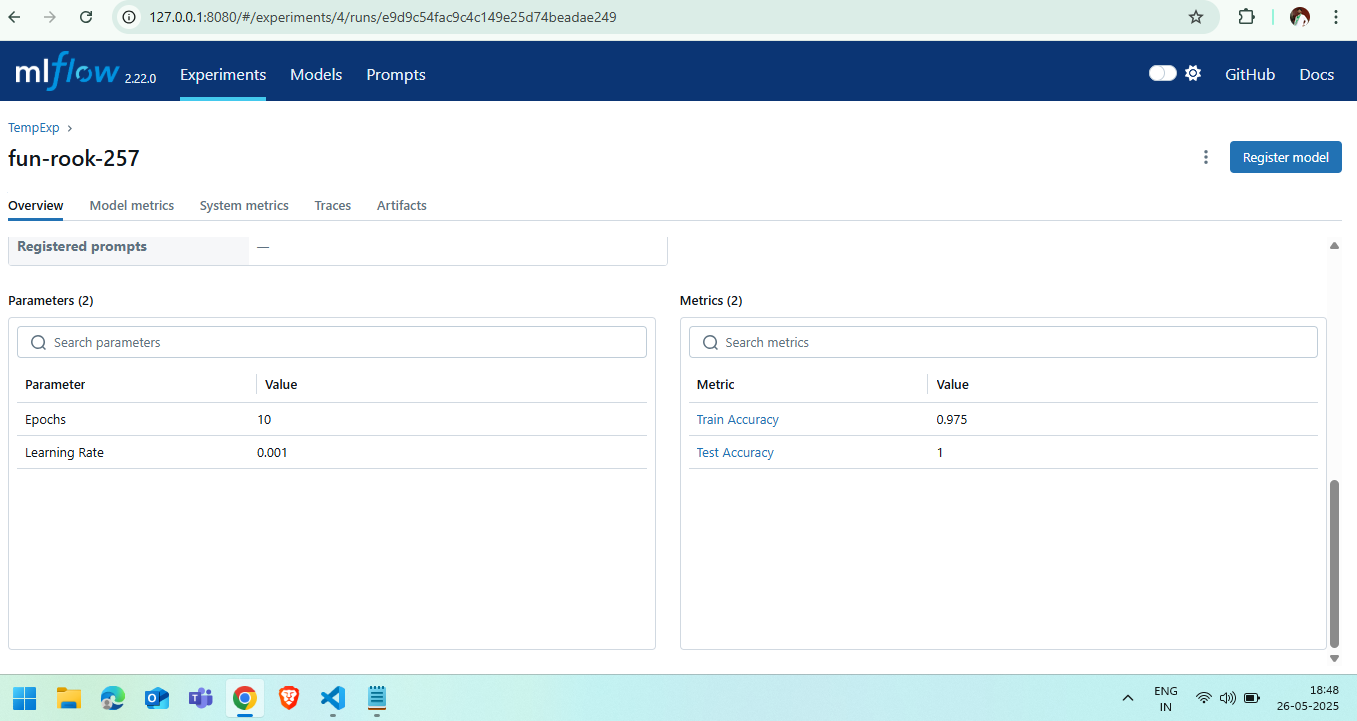 127.0.0.1:8080/#/experiments/4/runs/e9d9c54fac9c4c149e25d74beadae249
mlflow 2.22.0 Experiments Models Prompts GitHub Docs
TempExp ›
fun-rook-257
Register model
Overview Model metrics System metrics Traces Artifacts
Registered prompts —
Parameters (2) Metrics (2)
Search parameters Search metrics
Parameter Value Metric Value
Epochs 10 Train Accuracy 0.975
Learning Rate 0.001 Test Accuracy 1
ENG 18:48
IN 26-05-2025